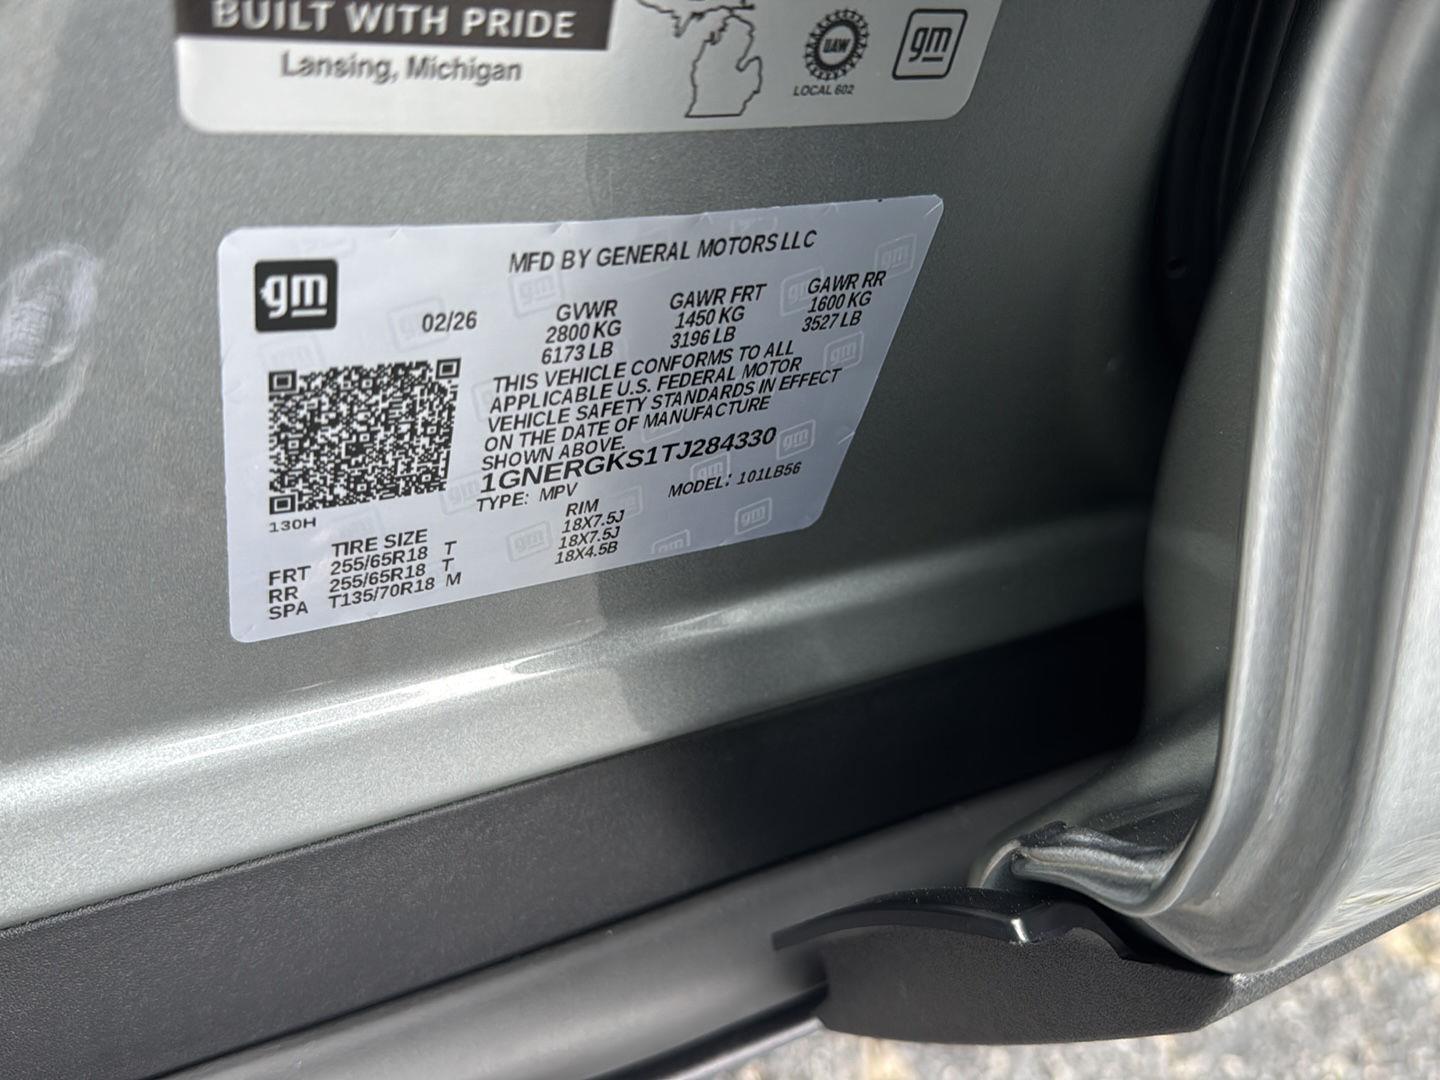 BUILT WITH PRIDE
Lansing, Michigan
UAW
LOCAL 602
gm
gm
MFD BY GENERAL MOTORS LLC
02/26
GVWR
2800 KG
6173 LB
GAWR FRT
1450 KG
3196 LB
GAWR RR
1600 KG
3527 LB
THIS VEHICLE CONFORMS TO ALL
APPLICABLE U.S. FEDERAL MOTOR
VEHICLE SAFETY STANDARDS IN EFFECT
ON THE DATE OF MANUFACTURE
SHOWN ABOVE.
1GNERGKS1TJ284330
TYPE: MPV MODEL: 101LB56
130H
TIRE SIZE RIM
FRT 255/65R18 T 18X7.5J
RR 255/65R18 T 18X7.5J
SPA T135/70R18 M 18X4.5B